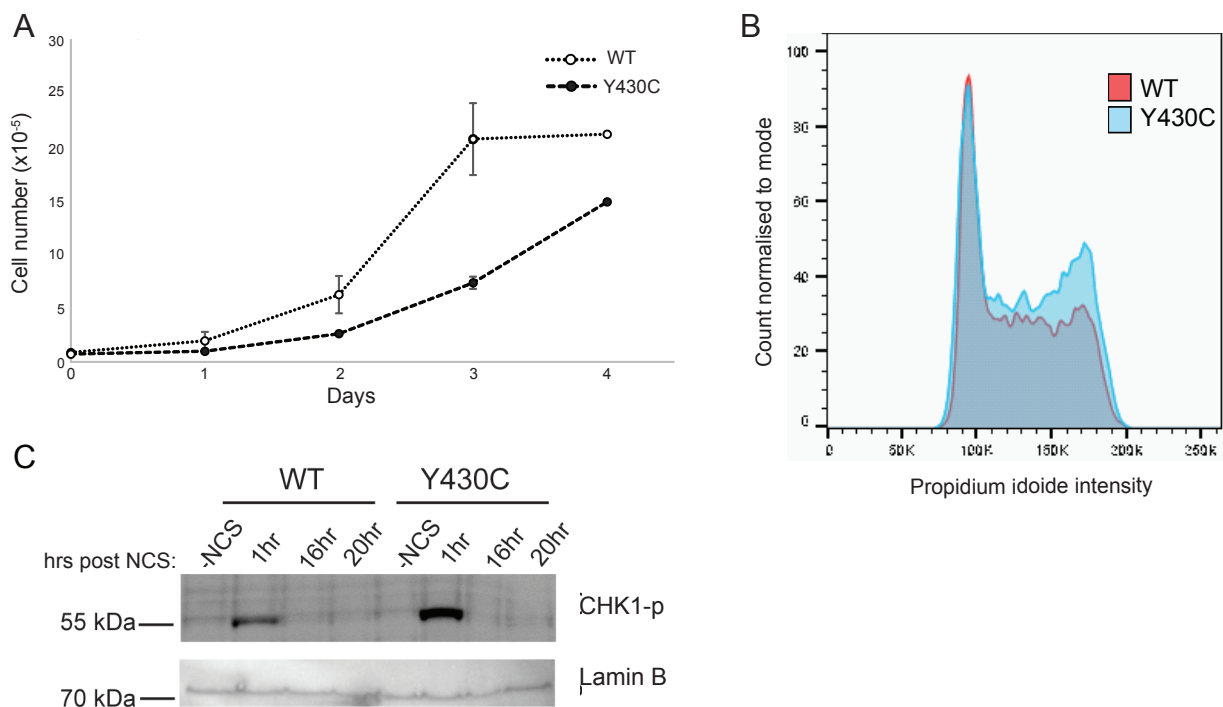 A
30
25
20
15
10
5
0
Cell number (x10-5)
WT
Y430C
0 1 2 3 4
Days
B
100
80
60
40
20
0
Count normalised to mode
WT
Y430C
0 50K 100K 150K 200K 250K
Propidium idoide intensity
C
WT Y430C
hrs post NCS: -NCS 1hr 16hr 20hr -NCS 1hr 16hr 20hr
55 kDa CHK1-p
70 kDa Lamin B